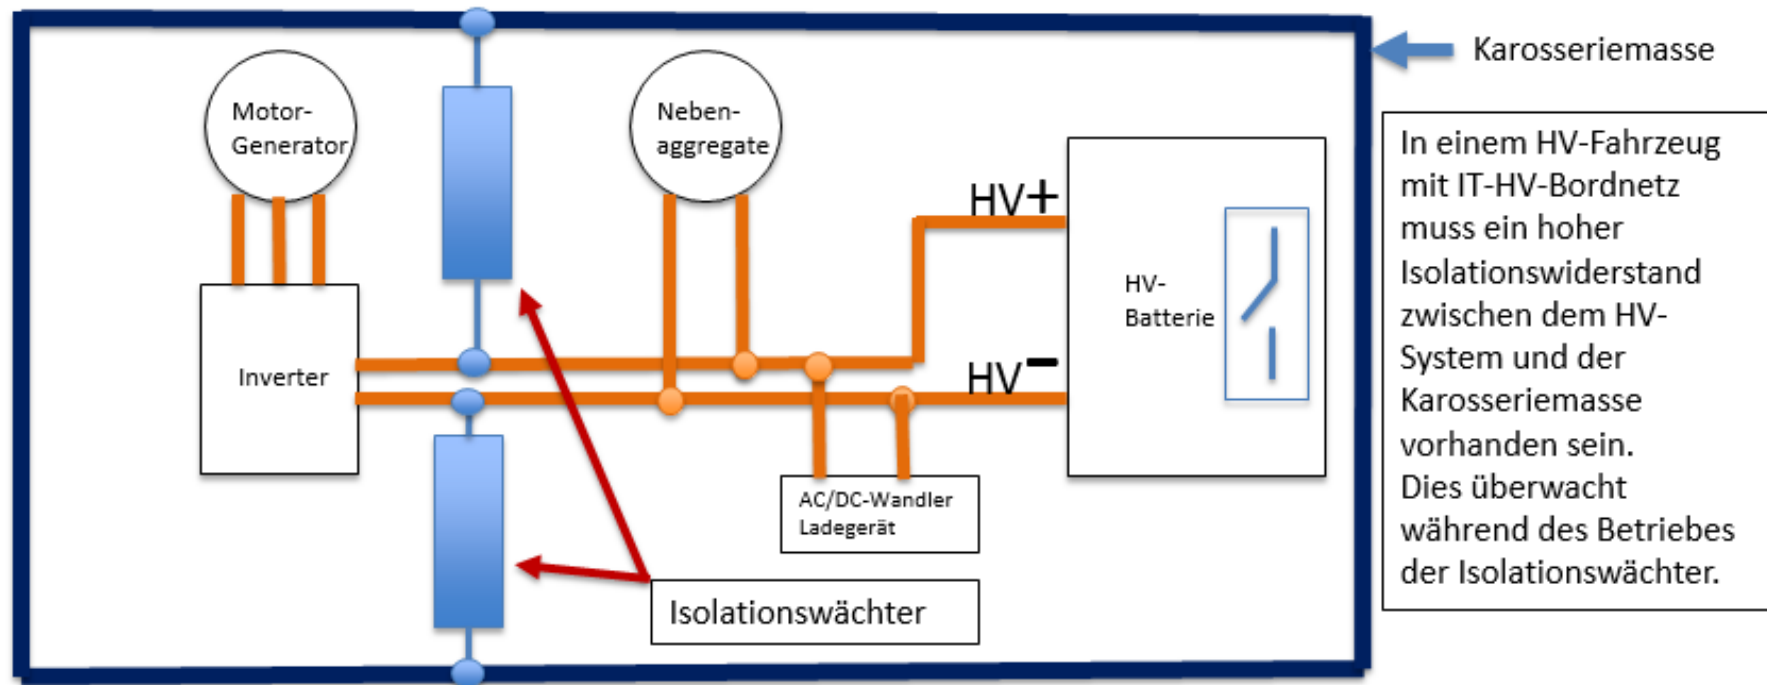 Karosseriemasse
Motor-
Generator
Neben-
aggregate
HV+
HV-
Batterie
HV-
Inverter
AC/DC-Wandler
Ladegerät
Isolationswächter
In einem HV-Fahrzeug
mit IT-HV-Bordnetz
muss ein hoher
Isolationswiderstand
zwischen dem HV-
System und der
Karosseriemasse
vorhanden sein.
Dies überwacht
während des Betriebes
der Isolationswächter.